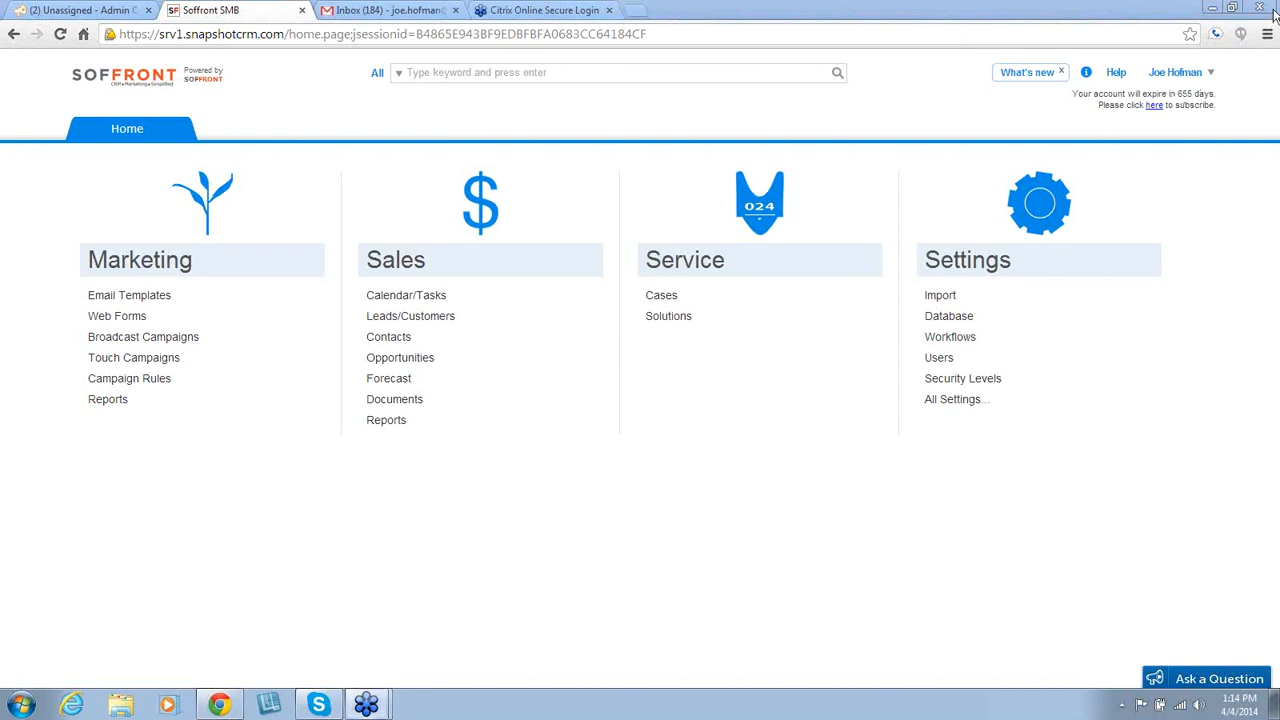 (2) Unassigned - Admin C
SF Soffront SMB
Inbox (184) - joe.hofman@
Citrix Online Secure Login
https://srv1.snapshotcrm.com/home.page;jsessionid=B4865E943BF9EDBFBFA0683CC64184CF
SOFFRONT
CRM•Marketing•Simplified
Powered by
SOFFRONT
All
Type keyword and press enter
What's new x
Help
Joe Hofman
Your account will expire in 655 days.
Please click here to subscribe.
Home
$
024
Marketing
Email Templates
Web Forms
Broadcast Campaigns
Touch Campaigns
Campaign Rules
Reports
Sales
Calendar/Tasks
Leads/Customers
Contacts
Opportunities
Forecast
Documents
Reports
Service
Cases
Solutions
Settings
Import
Database
Workflows
Users
Security Levels
All Settings...
Ask a Question
1:14 PM
4/4/2014